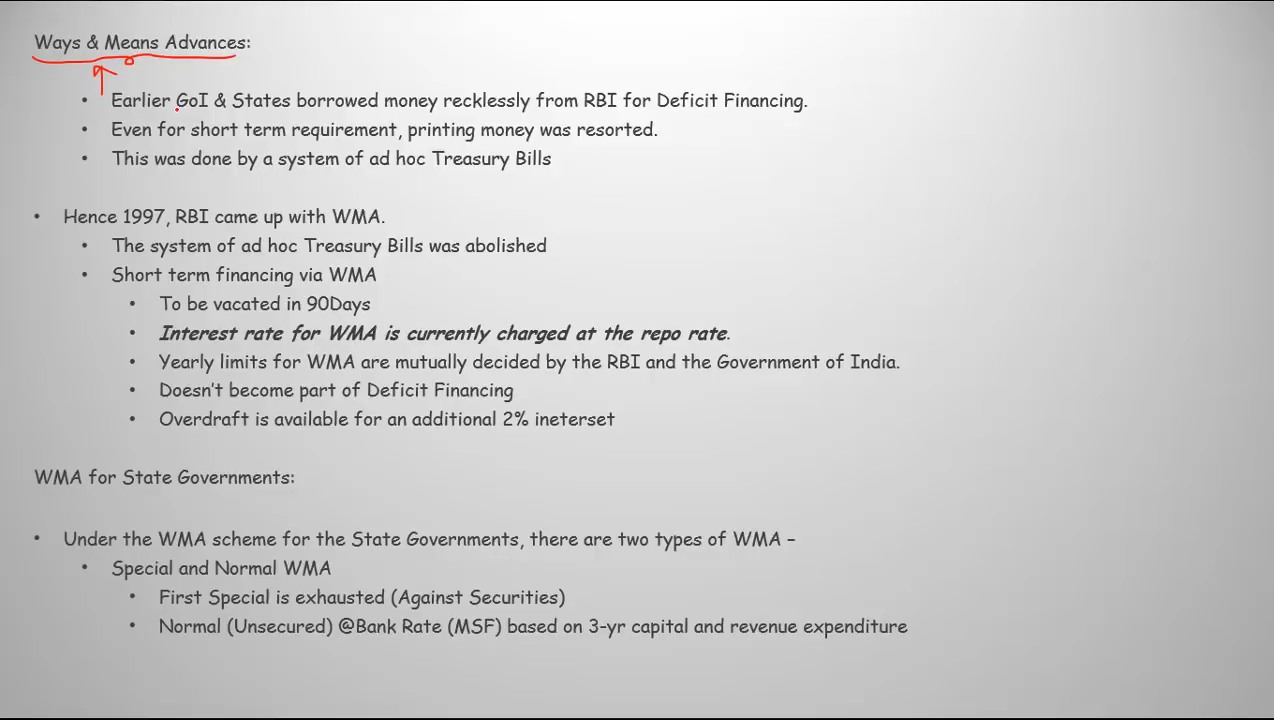 Ways & Means Advances:
• Earlier GoI & States borrowed money recklessly from RBI for Deficit Financing.
• Even for short term requirement, printing money was resorted.
• This was done by a system of ad hoc Treasury Bills
• Hence 1997, RBI came up with WMA.
• The system of ad hoc Treasury Bills was abolished
• Short term financing via WMA
• To be vacated in 90Days
• Interest rate for WMA is currently charged at the repo rate.
• Yearly limits for WMA are mutually decided by the RBI and the Government of India.
• Doesn't become part of Deficit Financing
• Overdraft is available for an additional 2% ineterset
WMA for State Governments:
• Under the WMA scheme for the State Governments, there are two types of WMA –
• Special and Normal WMA
• First Special is exhausted (Against Securities)
• Normal (Unsecured) @Bank Rate (MSF) based on 3-yr capital and revenue expenditure